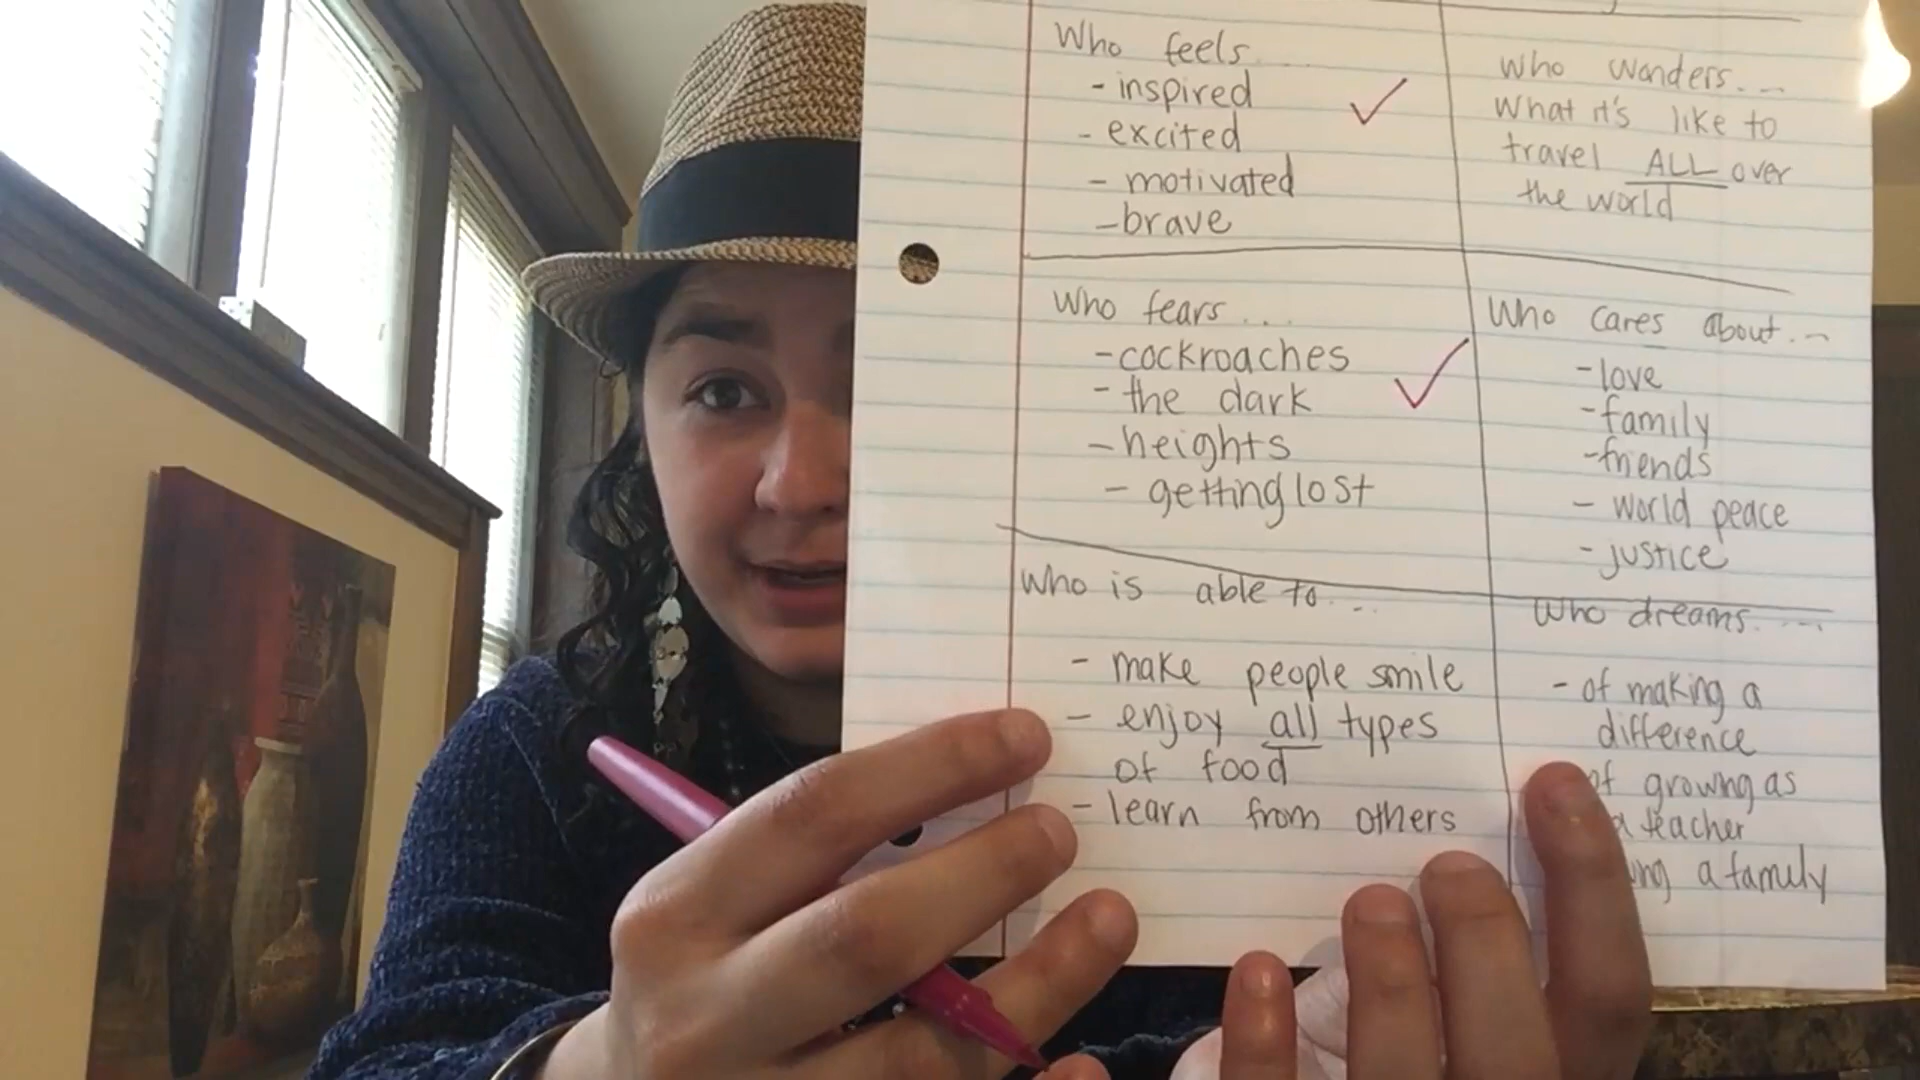 Who feels....
- inspired
- excited
- motivated
- brave
Who wonders...
What it's like to
travel ALL over
the world
Who fears...
- cockroaches
- the dark
- heights
- getting lost
Who cares about...
- love
- family
- friends
- world peace
- justice
Who is able to...
- make people smile
- enjoy all types
of food
- learn from others
Who dreams....
- of making a
difference
of growing as
a teacher
a family